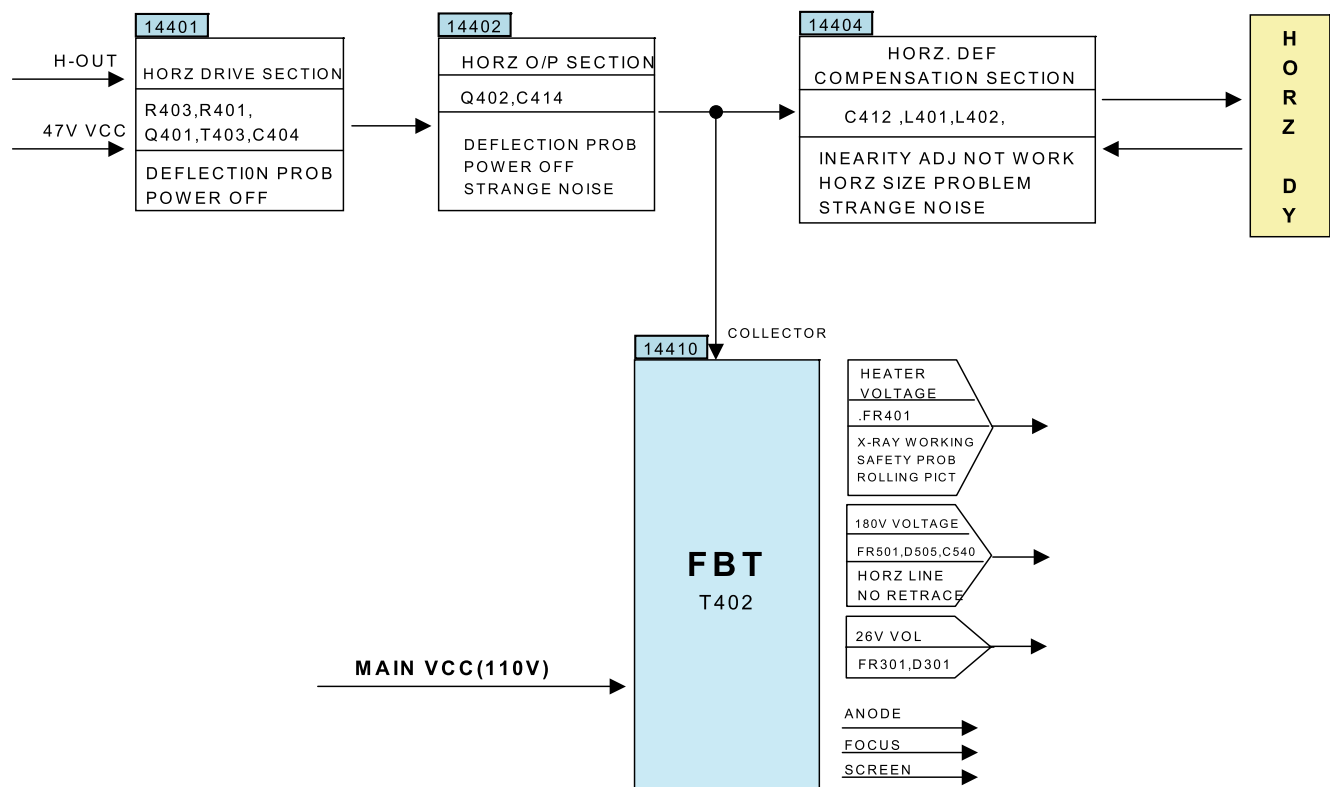 14401
H-OUT
47V VCC
HORZ DRIVE SECTION
R403,R401,
Q401,T403,C404
DEFLECTI0N PROB
POWER OFF
14402
HORZ O/P SECTION
Q402,C414
DEFLECTION PROB
POWER OFF
STRANGE NOISE
14404
HORZ. DEF
COMPENSATION SECTION
C412 ,L401,L402,
INEARITY ADJ NOT WORK
HORZ SIZE PROBLEM
STRANGE NOISE
H
O
R
Z
D
Y
COLLECTOR
14410
FBT
T402
MAIN VCC(110V)
HEATER
VOLTAGE
.FR401
X-RAY WORKING
SAFETY PROB
ROLLING PICT
180V VOLTAGE
FR501,D505,C540
HORZ LINE
NO RETRACE
26V VOL
FR301,D301
ANODE
FOCUS
SCREEN